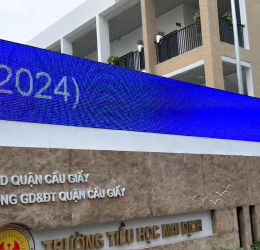 2024)
D QUẬN CẦU GIẤY
NG GD&ĐT QUẬN CẦU GIẤY
TRƯỜNG TIỂU HỌC MAI DỊCH